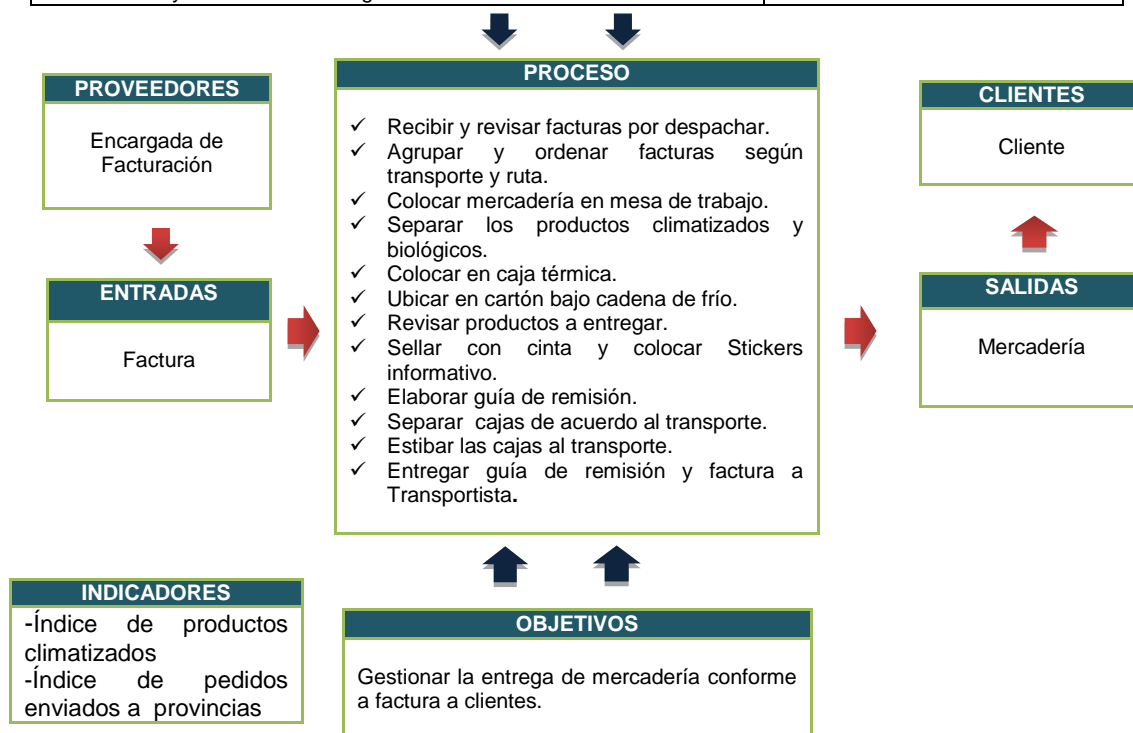 PROCESO
PROVEEDORES
CLIENTES
Encargada de
Facturación
Cliente
✓ Recibir y revisar facturas por despachar.
✓ Agrupar y ordenar facturas según
transporte y ruta.
✓ Colocar mercadería en mesa de trabajo.
✓ Separar los productos climatizados y
biológicos.
✓ Colocar en caja térmica.
✓ Ubicar en cartón bajo cadena de frío.
✓ Revisar productos a entregar.
✓ Sellar con cinta y colocar Stickers
informativo.
✓ Elaborar guía de remisión.
✓ Separar cajas de acuerdo al transporte.
✓ Estibar las cajas al transporte.
✓ Entregar guía de remisión y factura a
Transportista.
ENTRADAS
Factura
SALIDAS
Mercadería
INDICADORES
-Índice de productos
climatizados
-Índice de pedidos
enviados a provincias
OBJETIVOS
Gestionar la entrega de mercadería conforme
a factura a clientes.